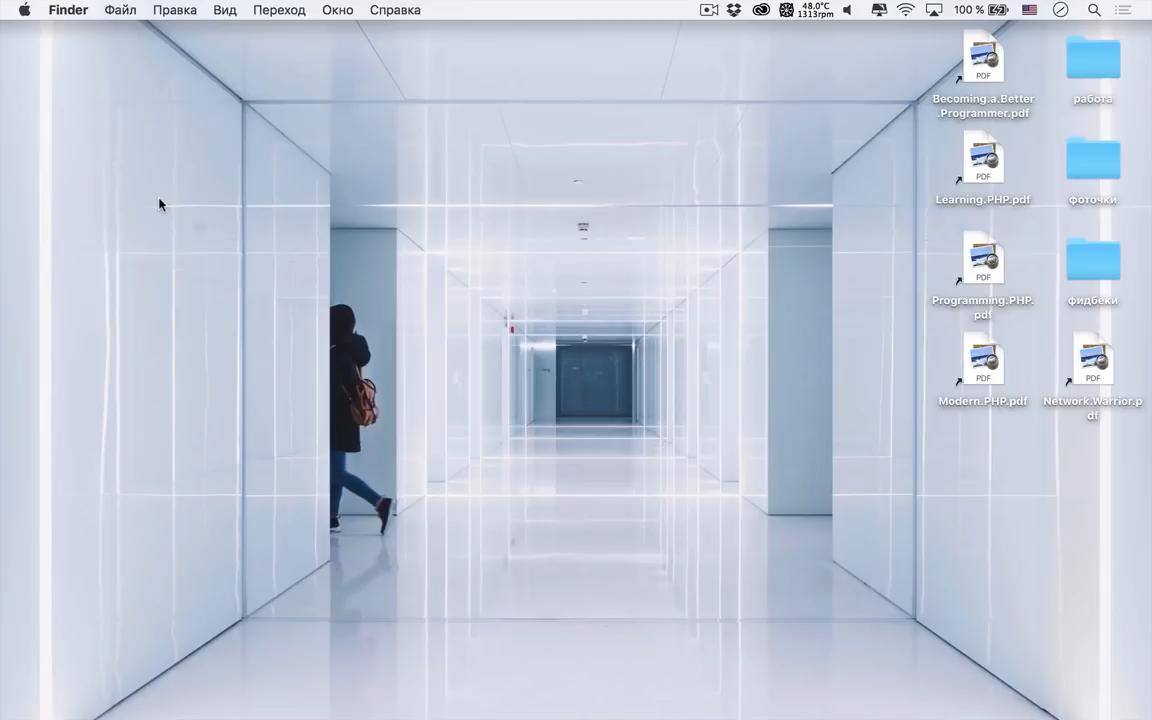 Finder Файл Правка Вид Переход Окно Справка 48.0°C 1313rpm 100 %
PDF
Becoming.a.Better
.Programmer.pdf
работа
PDF
Learning.PHP.pdf
фоточки
PDF
Programming.PHP.
pdf
фидбеки
PDF
Modern.PHP.pdf
PDF
Network.Warrior.p
df